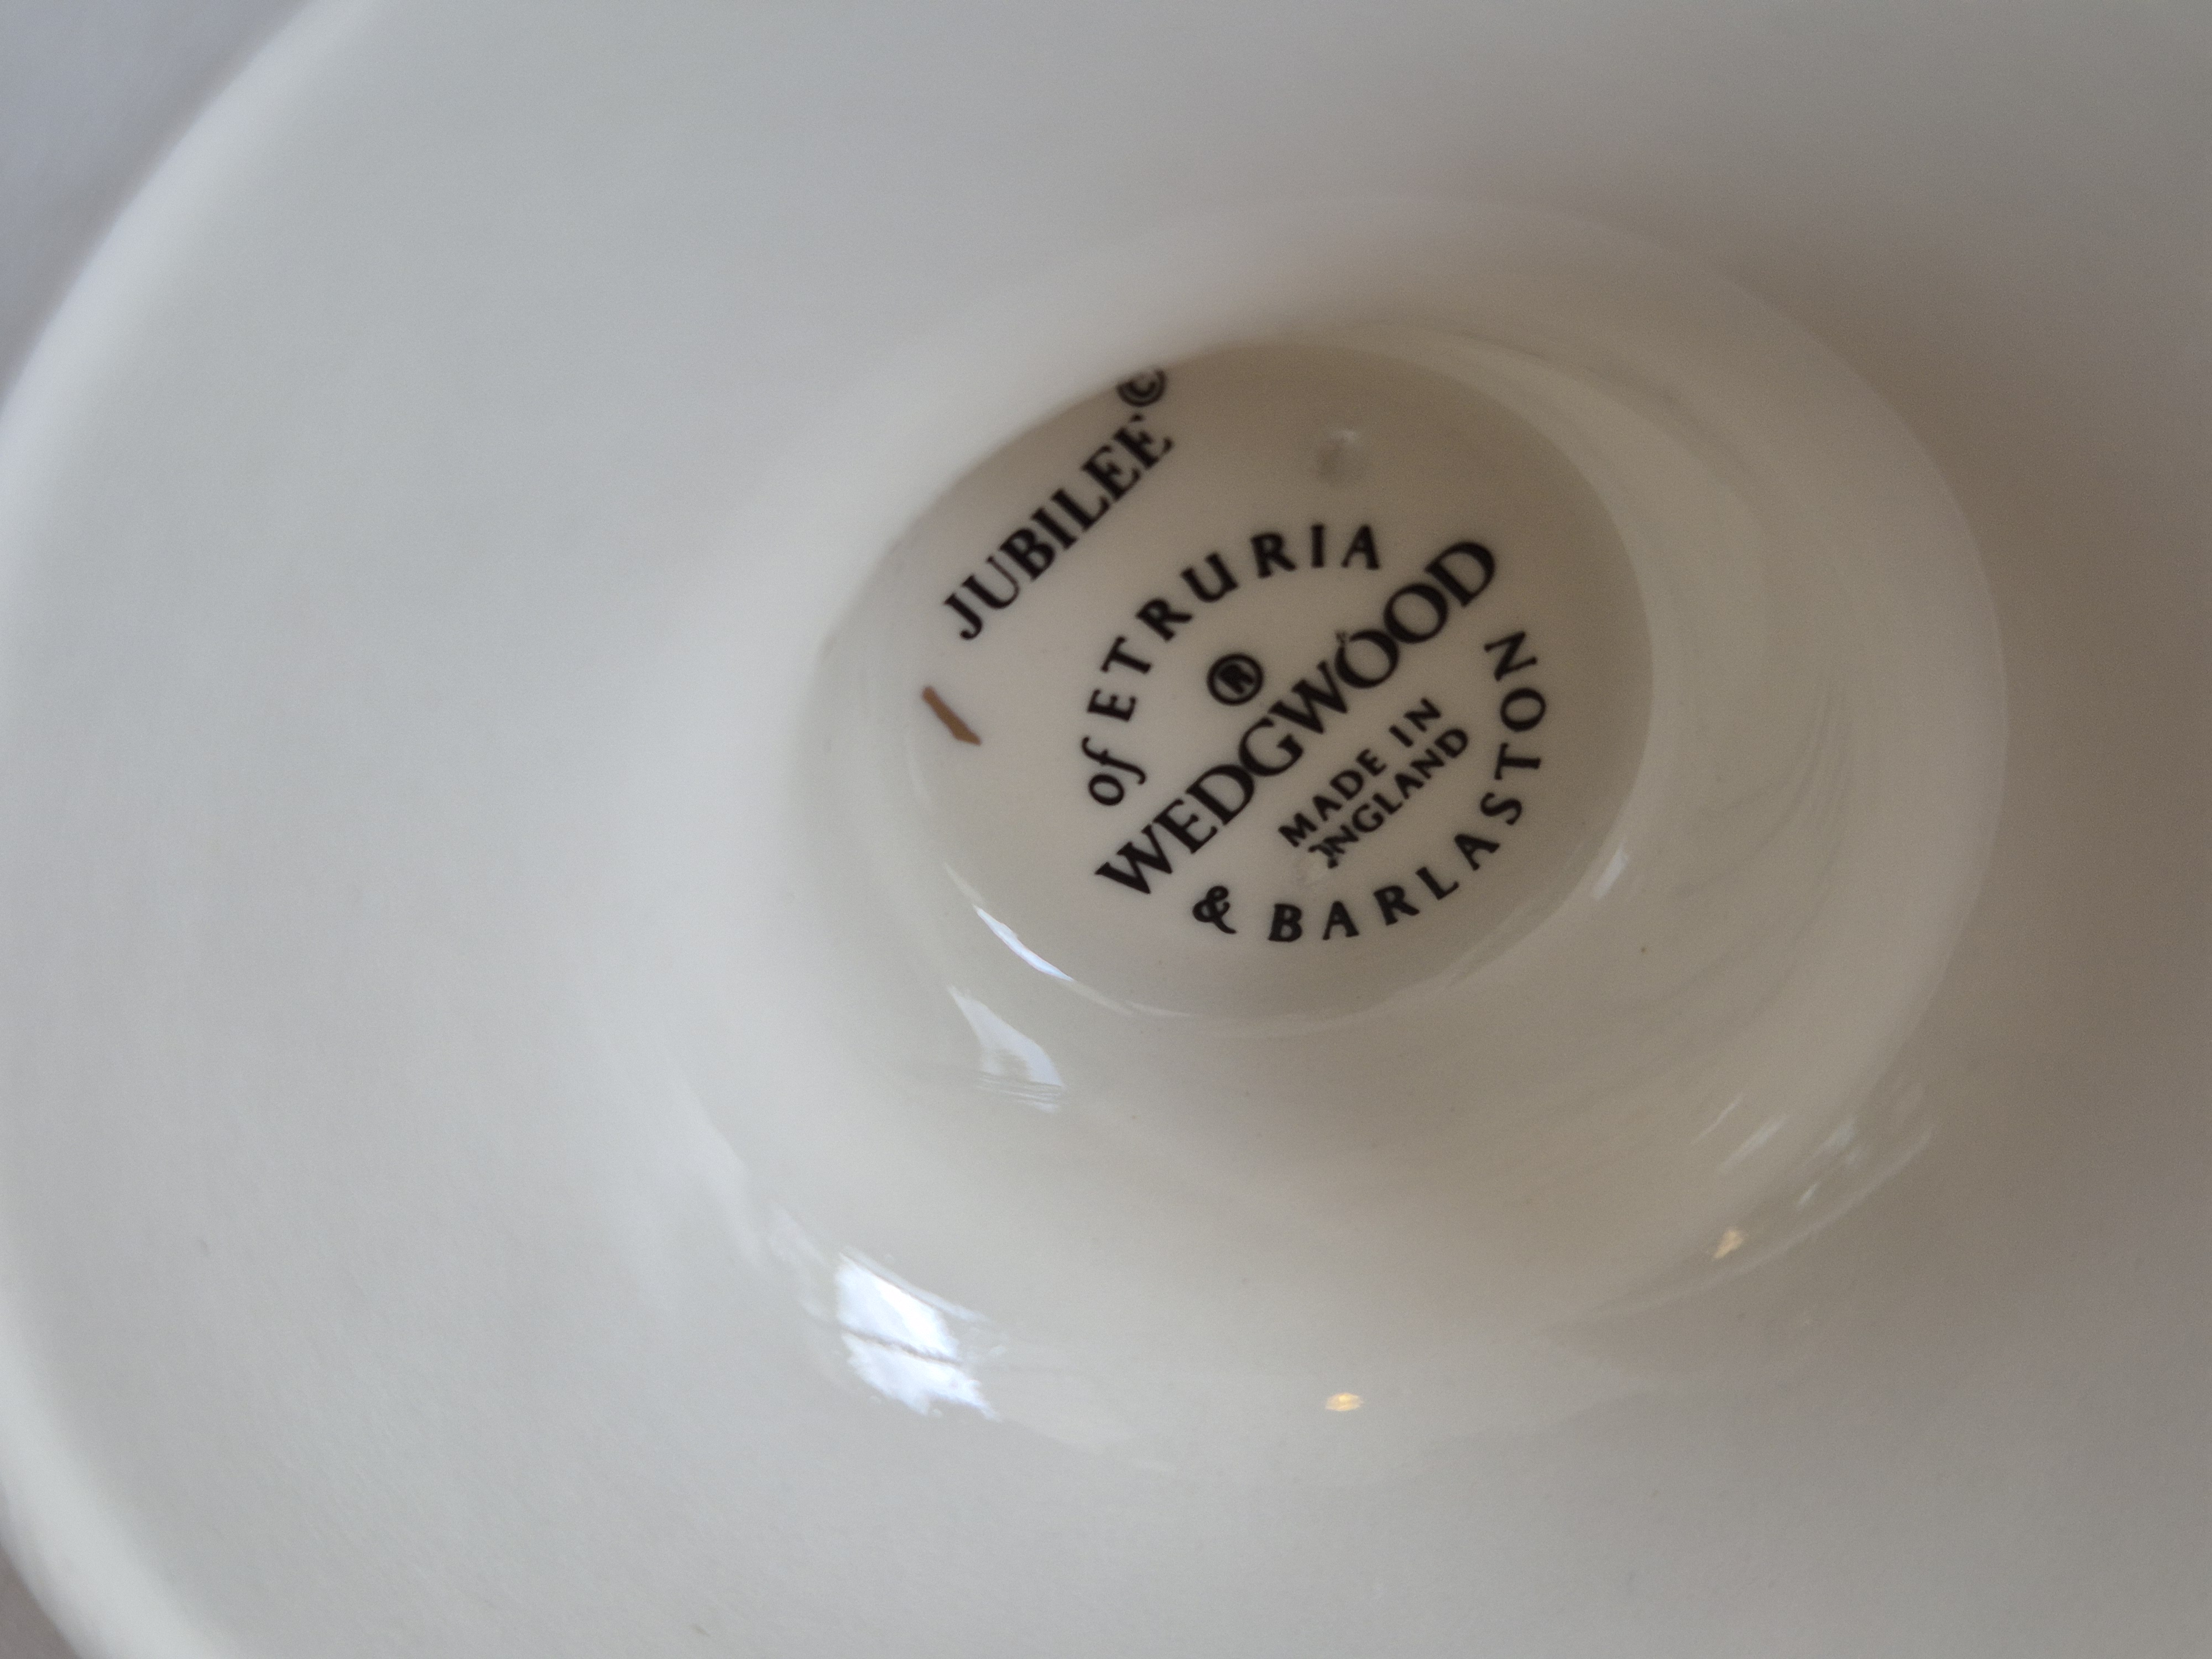 JUBILEE©
of ETRURIA
®
WEDGWOOD
MADE IN
ENGLAND
& BARLASTON